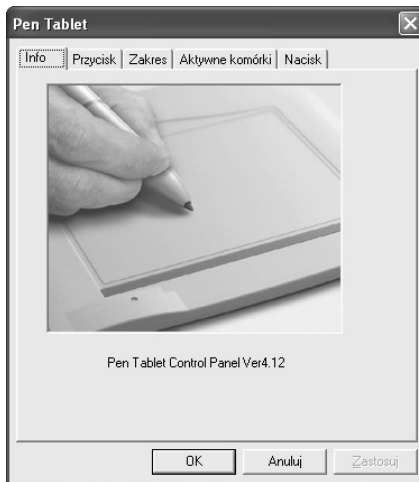 Pen Tablet
Info Przycisk Zakres Aktywne komórki Nacisk
Pen Tablet Control Panel Ver4.12
OK Anuluj Zastosuj